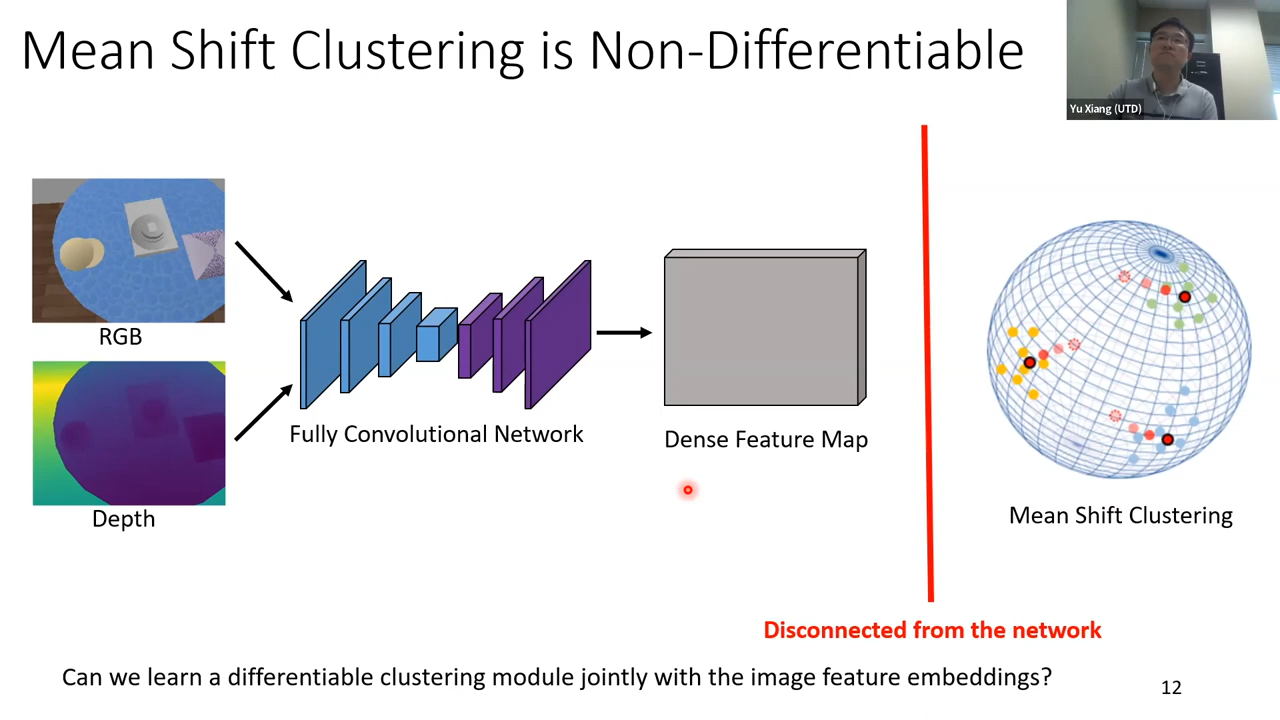 Mean Shift Clustering is Non-Differentiable
Yu Xiang (UTD)
RGB
Depth
Fully Convolutional Network
Dense Feature Map
Mean Shift Clustering
Disconnected from the network
Can we learn a differentiable clustering module jointly with the image feature embeddings?
12